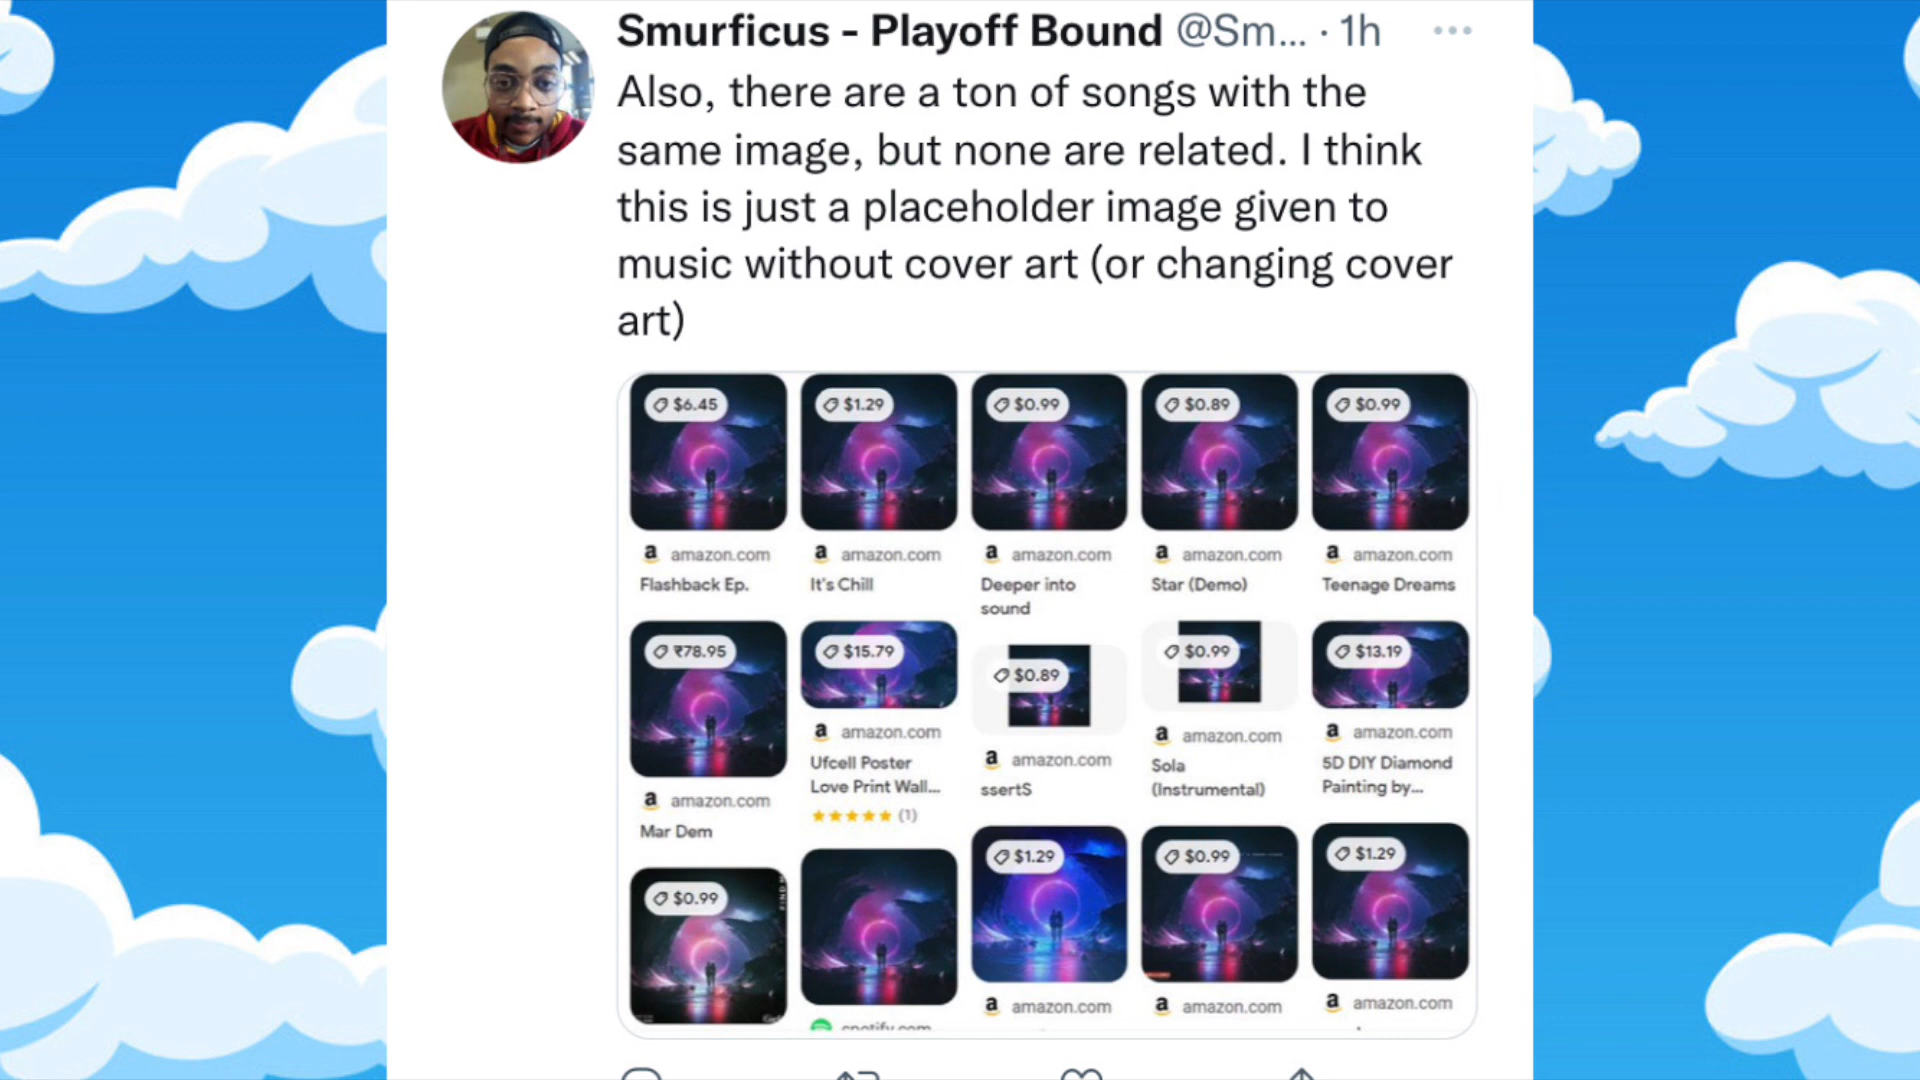 Smurficus - Playoff Bound @Sm... · 1h
Also, there are a ton of songs with the
same image, but none are related. I think
this is just a placeholder image given to
music without cover art (or changing cover
art)
$6.45
$1.29
$0.99
$0.89
$0.99
amazon.com
amazon.com
amazon.com
amazon.com
amazon.com
Flashback Ep.
It's Chill
Deeper into
sound
Star (Demo)
Teenage Dreams
₹78.95
$15.79
$0.89
$0.99
$13.19
amazon.com
Mar Dem
amazon.com
Ufcell Poster
Love Print Wall...
(1)
amazon.com
ssertS
amazon.com
Sola
(Instrumental)
amazon.com
5D DIY Diamond
Painting by...
$0.99
$1.29
$0.99
$1.29
spotify.com
amazon.com
amazon.com
amazon.com